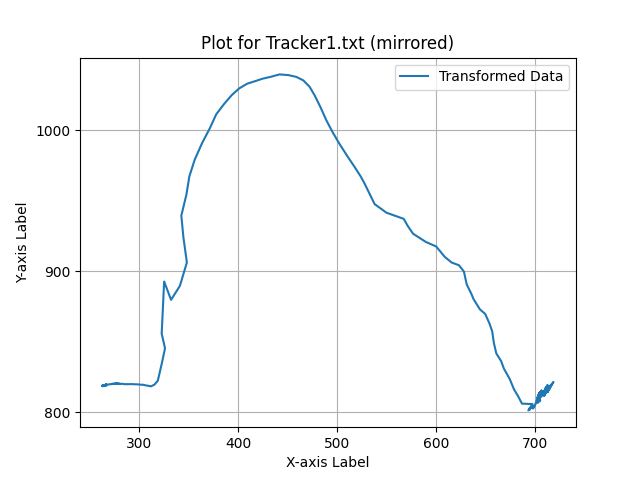 Plot for Tracker1.txt (mirrored)
Transformed Data
Y-axis Label
1000
900
800
300 400 500 600 700
X-axis Label